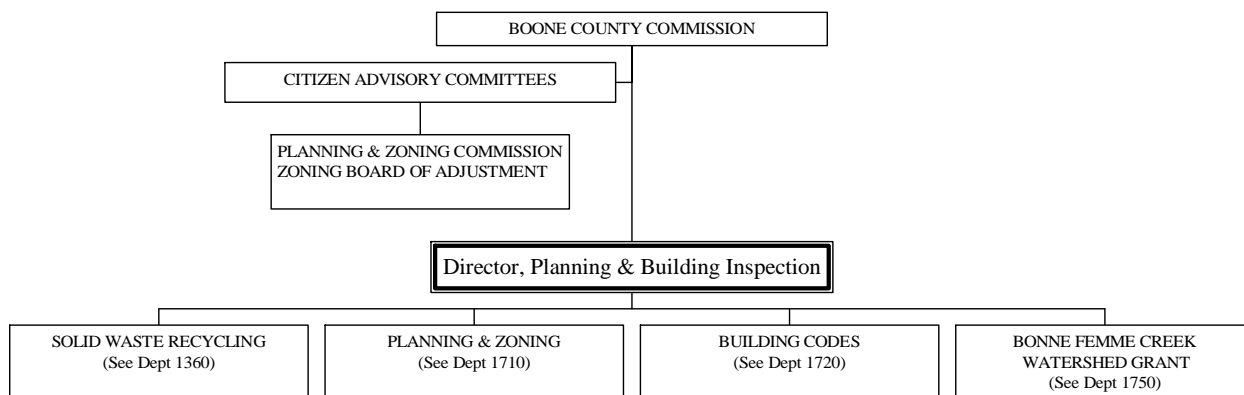 BOONE COUNTY COMMISSION
CITIZEN ADVISORY COMMITTEES
PLANNING & ZONING COMMISSION
ZONING BOARD OF ADJUSTMENT
Director, Planning & Building Inspection
SOLID WASTE RECYCLING
(See Dept 1360)
PLANNING & ZONING
(See Dept 1710)
BUILDING CODES
(See Dept 1720)
BONNE FEMME CREEK
WATERSHED GRANT
(See Dept 1750)